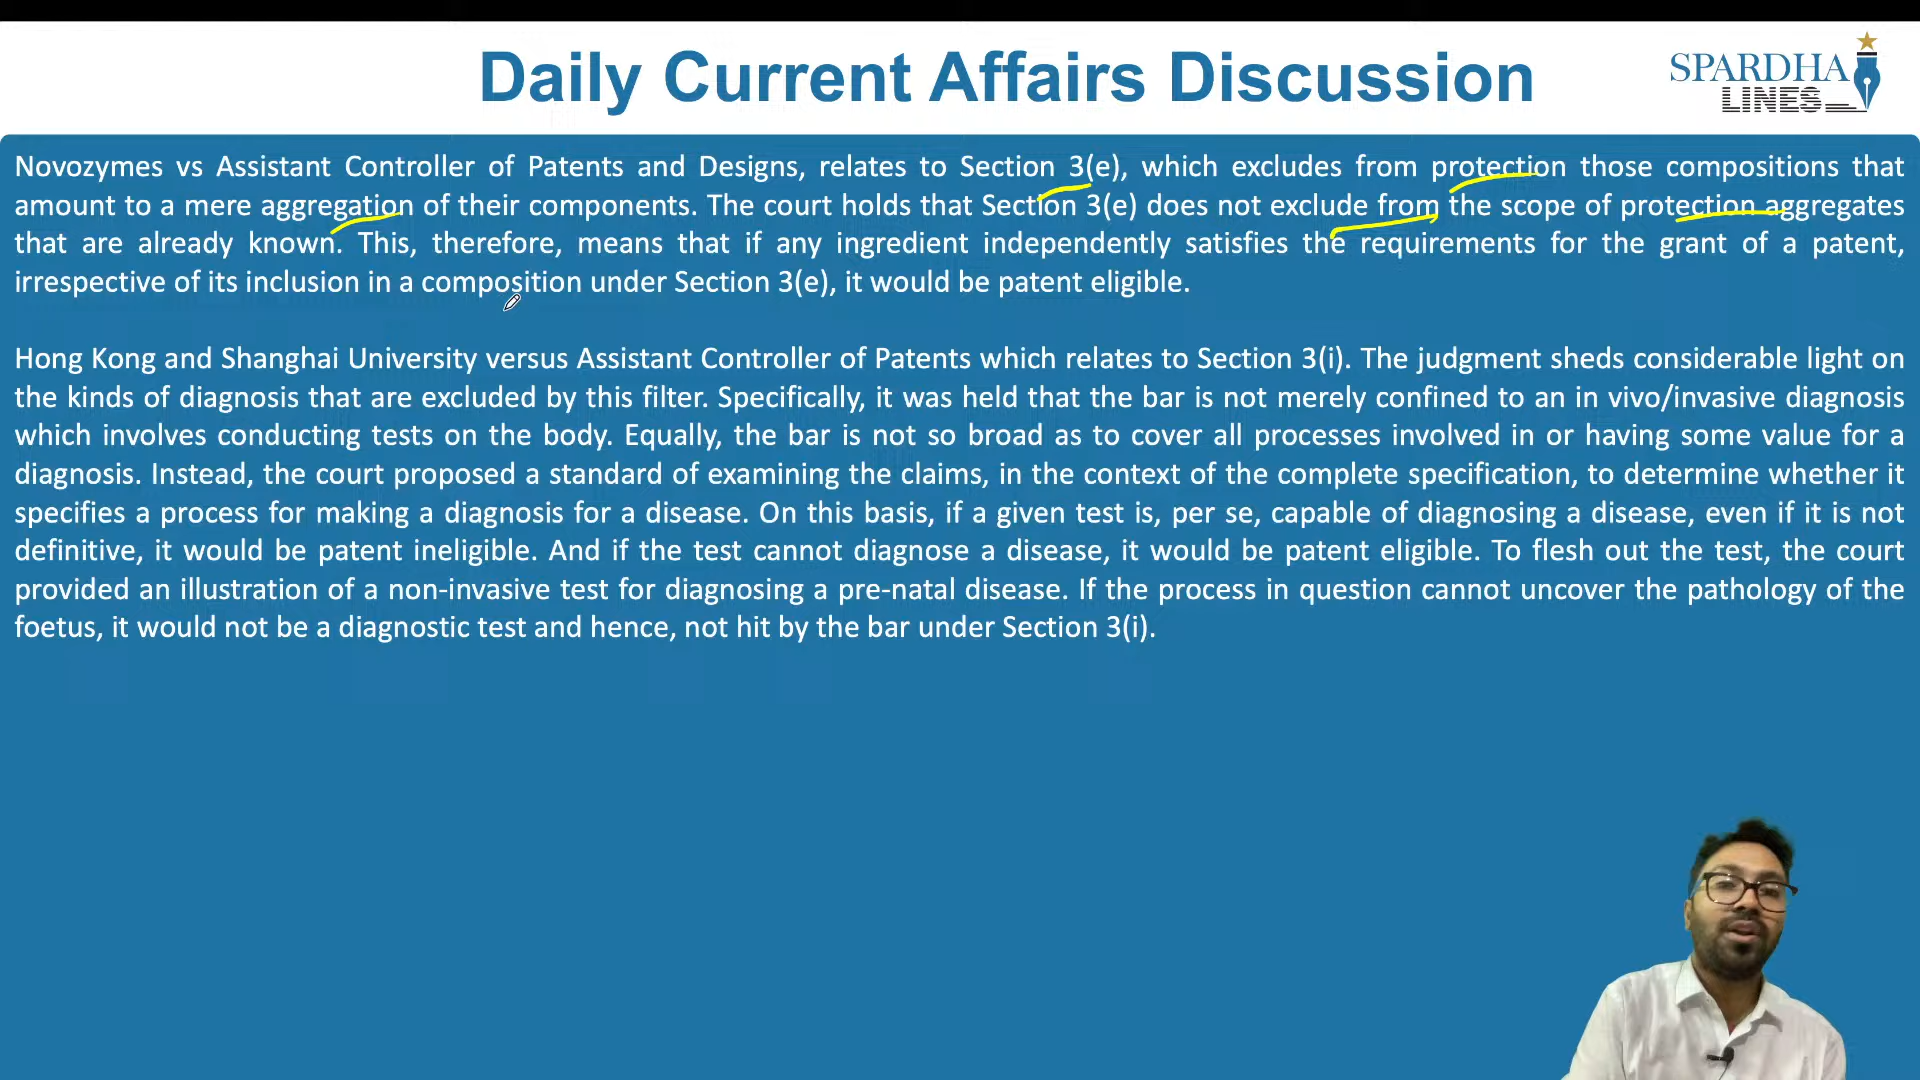 Daily Current Affairs Discussion
SPARDHA
LINES
Novozymes vs Assistant Controller of Patents and Designs, relates to Section 3(e), which excludes from protection those compositions that
amount to a mere aggregation of their components. The court holds that Section 3(e) does not exclude from the scope of protection aggregates
that are already known. This, therefore, means that if any ingredient independently satisfies the requirements for the grant of a patent,
irrespective of its inclusion in a composition under Section 3(e), it would be patent eligible.
Hong Kong and Shanghai University versus Assistant Controller of Patents which relates to Section 3(i). The judgment sheds considerable light on
the kinds of diagnosis that are excluded by this filter. Specifically, it was held that the bar is not merely confined to an in vivo/invasive diagnosis
which involves conducting tests on the body. Equally, the bar is not so broad as to cover all processes involved in or having some value for a
diagnosis. Instead, the court proposed a standard of examining the claims, in the context of the complete specification, to determine whether it
specifies a process for making a diagnosis for a disease. On this basis, if a given test is, per se, capable of diagnosing a disease, even if it is not
definitive, it would be patent ineligible. And if the test cannot diagnose a disease, it would be patent eligible. To flesh out the test, the court
provided an illustration of a non-invasive test for diagnosing a pre-natal disease. If the process in question cannot uncover the pathology of the
foetus, it would not be a diagnostic test and hence, not hit by the bar under Section 3(i).